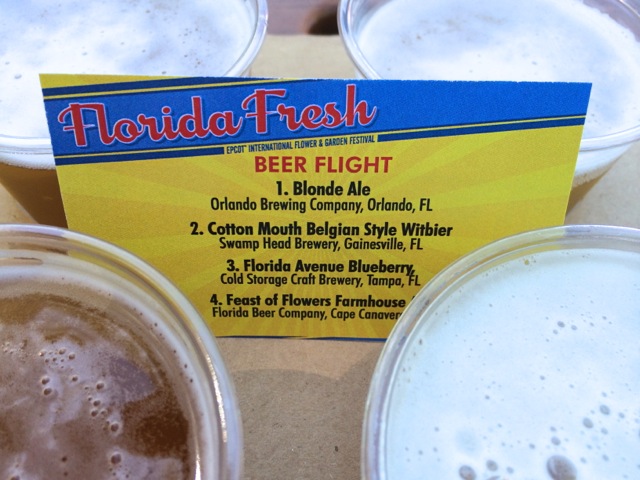 Florida Fresh
EPCOT® INTERNATIONAL FLOWER & GARDEN FESTIVAL
BEER FLIGHT
1. Blonde Ale
Orlando Brewing Company, Orlando, FL
2. Cotton Mouth Belgian Style Witbier
Swamp Head Brewery, Gainesville, FL
3. Florida Avenue Blueberry
Cold Storage Craft Brewery, Tampa, FL
4. Feast of Flowers Farmhouse
Florida Beer Company, Cape Canaver